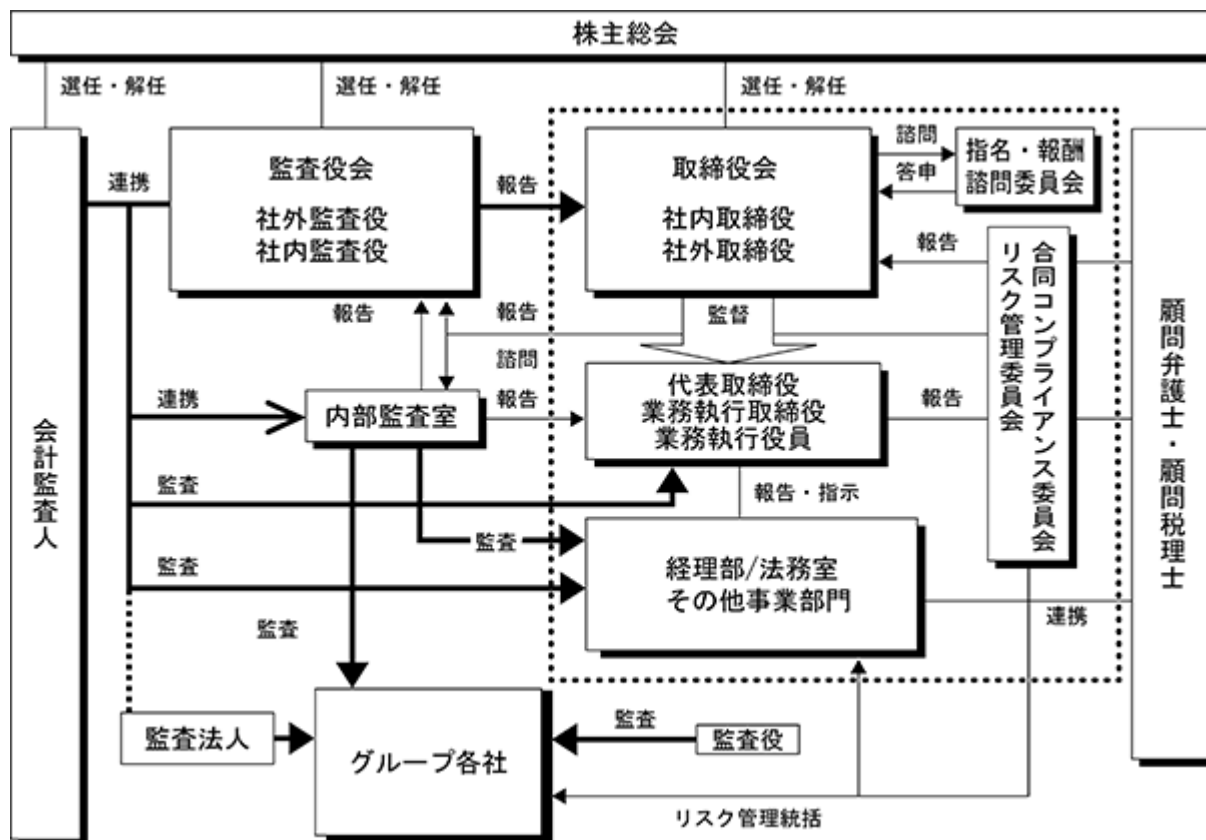 株主総会
選任・解任
選任・解任
選任・解任
監査役会
社外監査役
社内監査役
連携
報告
取締役会
社内取締役
社外取締役
諮問
答申
指名・報酬
諮問委員会
報告
合同コンプライアンス委員会
リスク管理委員会
顧問弁護士・顧問税理士
会計監査人
報告
報告
諮問
監督
連携
内部監査室
報告
代表取締役
業務執行取締役
業務執行役員
報告
監査
報告・指示
監査
監査
経理部/法務室
その他事業部門
連携
監査
監査法人
グループ各社
監査
監査役
リスク管理統括